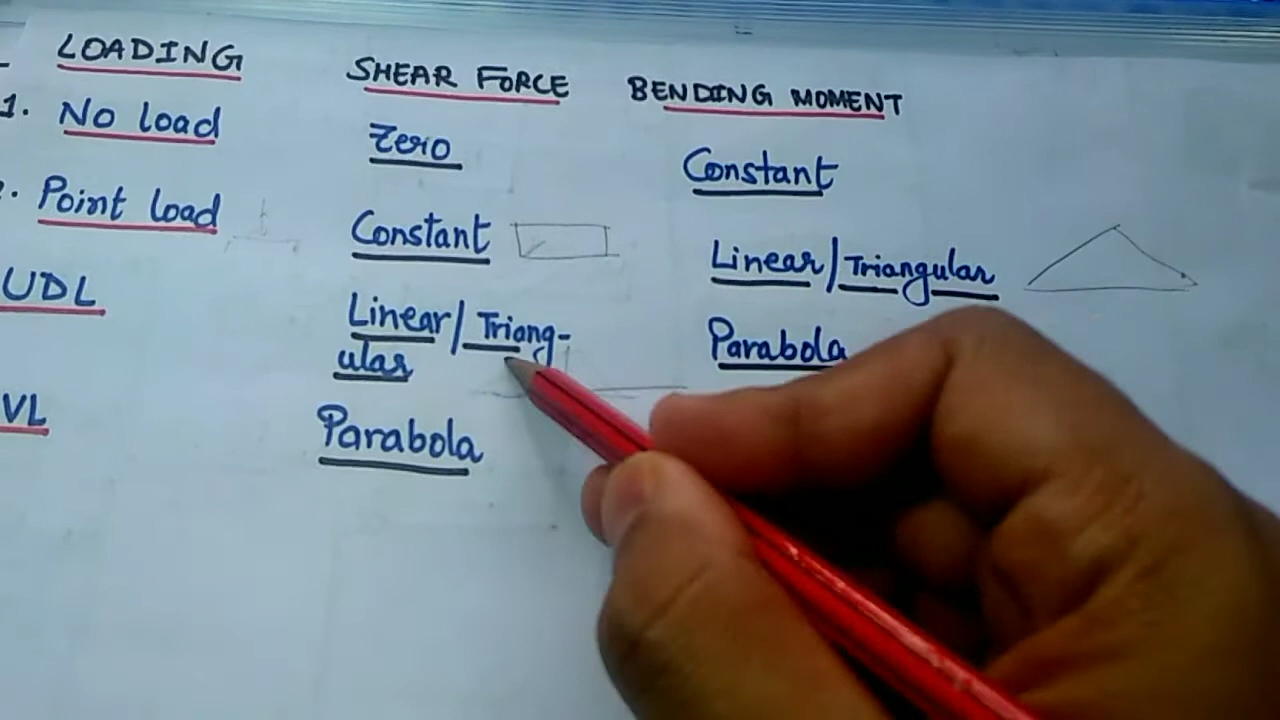 LOADING SHEAR FORCE BENDING MOMENT
1. No load Zero Constant
. Point load Constant Linear/Triangular
UDL Linear/Triang-
ular Parabola
VL Parabola